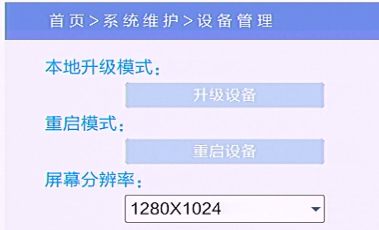 首页>系统维护>设备管理
本地升级模式：
升级设备
重启模式：
重启设备
屏幕分辨率：
1280X1024